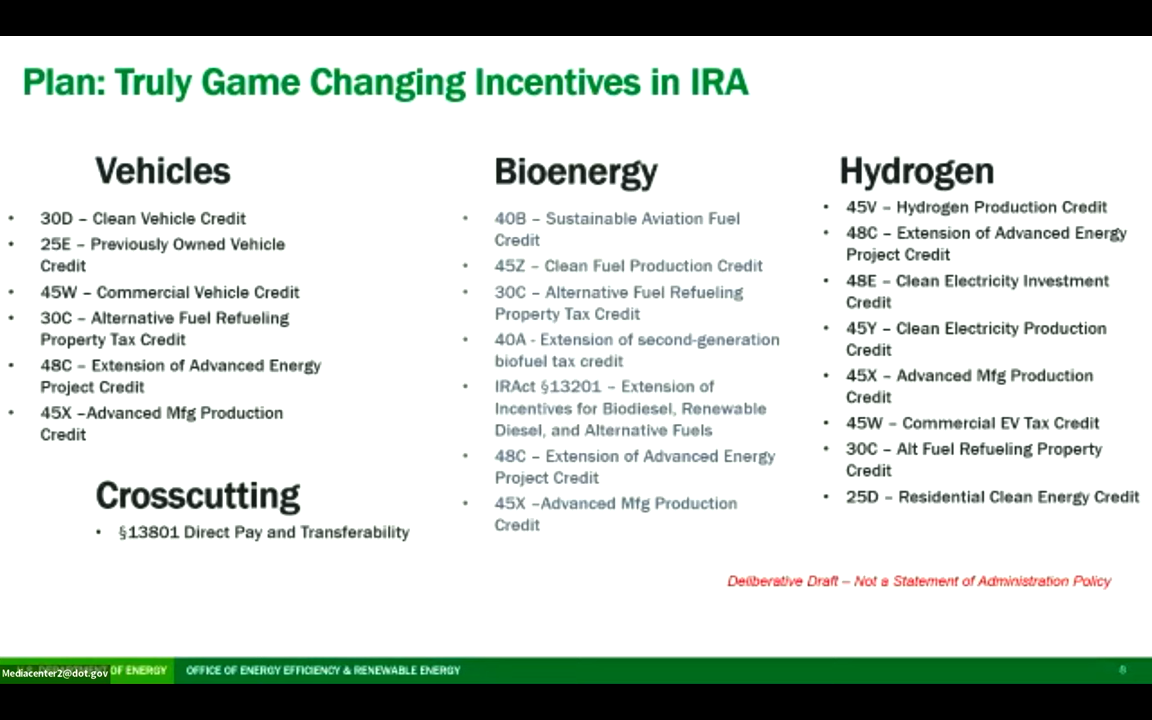 Plan: Truly Game Changing Incentives in IRA
Vehicles
• 30D – Clean Vehicle Credit
• 25E – Previously Owned Vehicle
Credit
• 45W – Commercial Vehicle Credit
• 30C – Alternative Fuel Refueling
Property Tax Credit
• 48C – Extension of Advanced Energy
Project Credit
• 45X –Advanced Mfg Production
Credit
Crosscutting
• §13801 Direct Pay and Transferability
Bioenergy
• 40B – Sustainable Aviation Fuel
Credit
• 45Z – Clean Fuel Production Credit
• 30C – Alternative Fuel Refueling
Property Tax Credit
• 40A - Extension of second-generation
biofuel tax credit
• IRAct §13201 – Extension of
Incentives for Biodiesel, Renewable
Diesel, and Alternative Fuels
• 48C – Extension of Advanced Energy
Project Credit
• 45X –Advanced Mfg Production
Credit
Hydrogen
• 45V – Hydrogen Production Credit
• 48C – Extension of Advanced Energy
Project Credit
• 48E – Clean Electricity Investment
Credit
• 45Y – Clean Electricity Production
Credit
• 45X – Advanced Mfg Production
Credit
• 45W – Commercial EV Tax Credit
• 30C – Alt Fuel Refueling Property
Credit
• 25D – Residential Clean Energy Credit
Deliberative Draft – Not a Statement of Administration Policy
OF ENERGY OFFICE OF ENERGY EFFICIENCY & RENEWABLE ENERGY 8
Mediacenter2@dot.gov